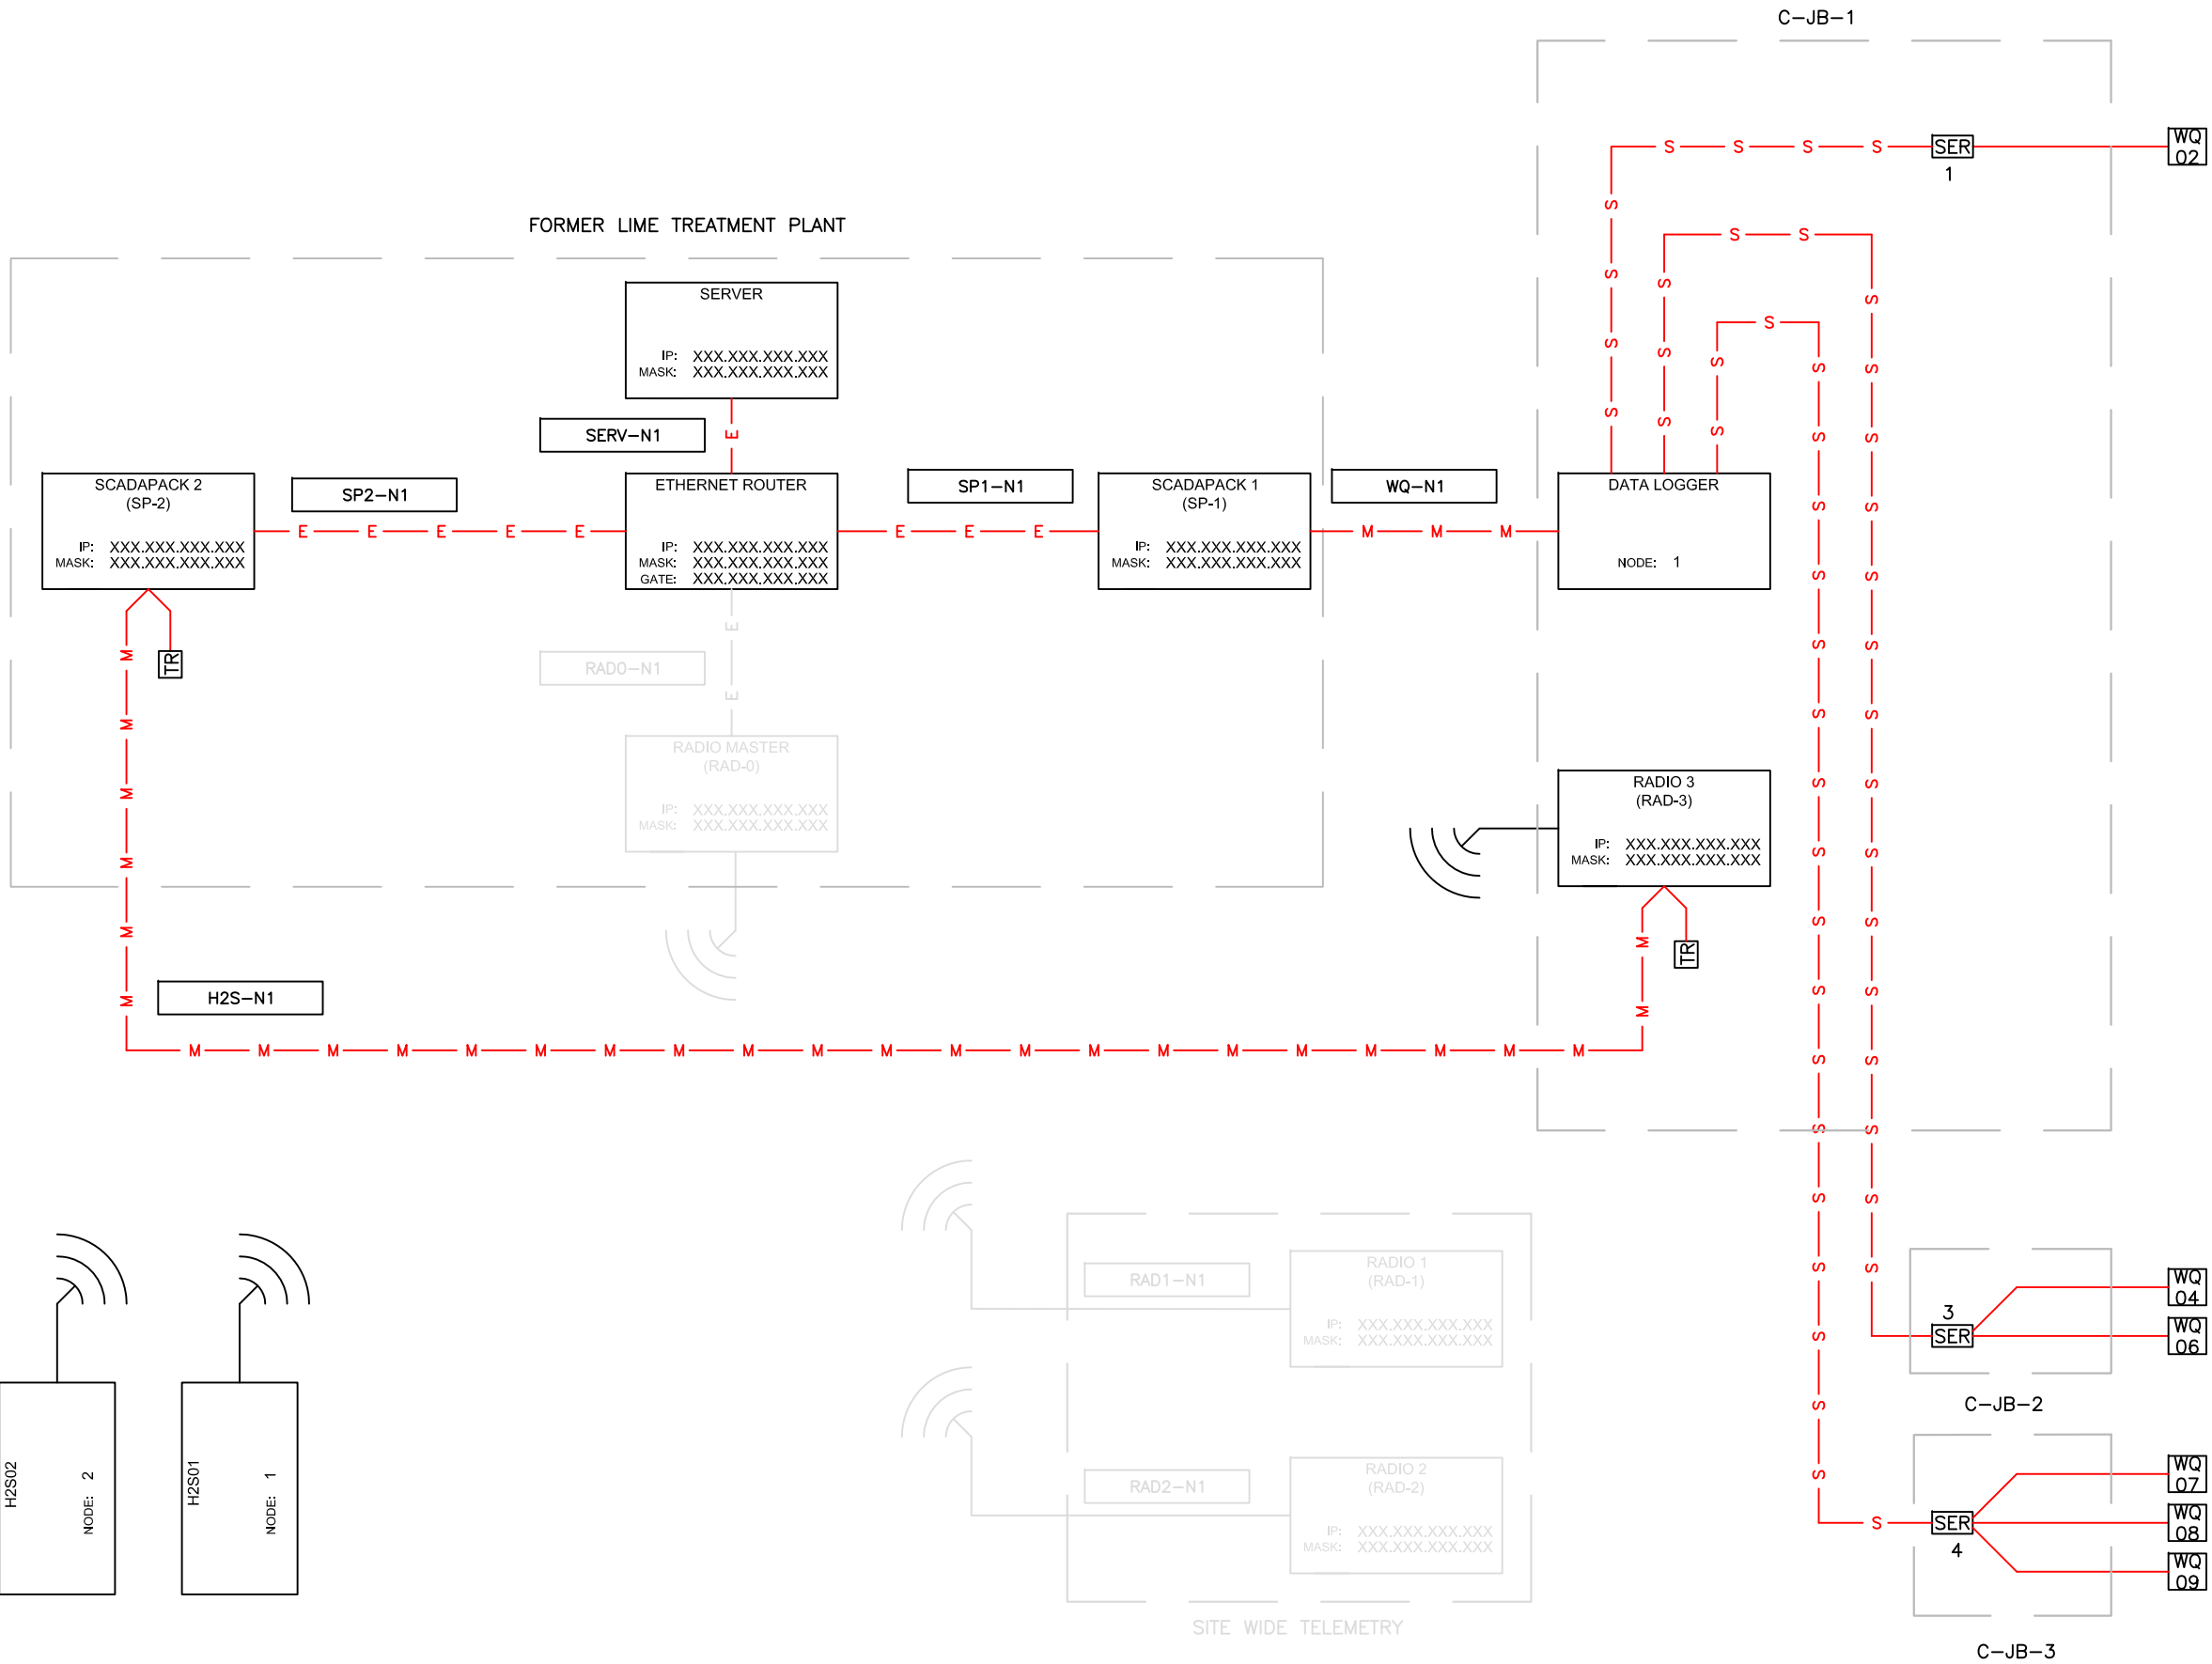 C-JB-1
WQ
02
S S S S
SER
1
FORMER LIME TREATMENT PLANT
SERVER
IP: XXX.XXX.XXX.XXX
MASK: XXX.XXX.XXX.XXX
SERV-N1
E
SCADAPACK 2
(SP-2)
IP: XXX.XXX.XXX.XXX
MASK: XXX.XXX.XXX.XXX
SP2-N1
E E E E E
ETHERNET ROUTER
IP: XXX.XXX.XXX.XXX
MASK: XXX.XXX.XXX.XXX
GATE: XXX.XXX.XXX.XXX
SP1-N1
E E E
SCADAPACK 1
(SP-1)
IP: XXX.XXX.XXX.XXX
MASK: XXX.XXX.XXX.XXX
WQ-N1
M M M
DATA LOGGER
NODE: 1
S S S S
S S
S S S
S
S S
S S S S S S S S S S S S S S
S S S S S S S S S S S S S S S S S
TR
M M M M M M
RAD0-N1
E
E
RADIO MASTER
(RAD-0)
IP: XXX.XXX.XXX.XXX
MASK: XXX.XXX.XXX.XXX
RADIO 3
(RAD-3)
IP: XXX.XXX.XXX.XXX
MASK: XXX.XXX.XXX.XXX
TR
M M
H2S-N1
M M M M M M M M M M M M M M M M M M M M M
RAD1-N1
RADIO 1
(RAD-1)
IP: XXX.XXX.XXX.XXX
MASK: XXX.XXX.XXX.XXX
RAD2-N1
RADIO 2
(RAD-2)
IP: XXX.XXX.XXX.XXX
MASK: XXX.XXX.XXX.XXX
SITE WIDE TELEMETRY
H2S02
NODE: 2
H2S01
NODE: 1
3
SER
WQ
04
WQ
06
C-JB-2
S
SER
4
WQ
07
WQ
08
WQ
09
C-JB-3